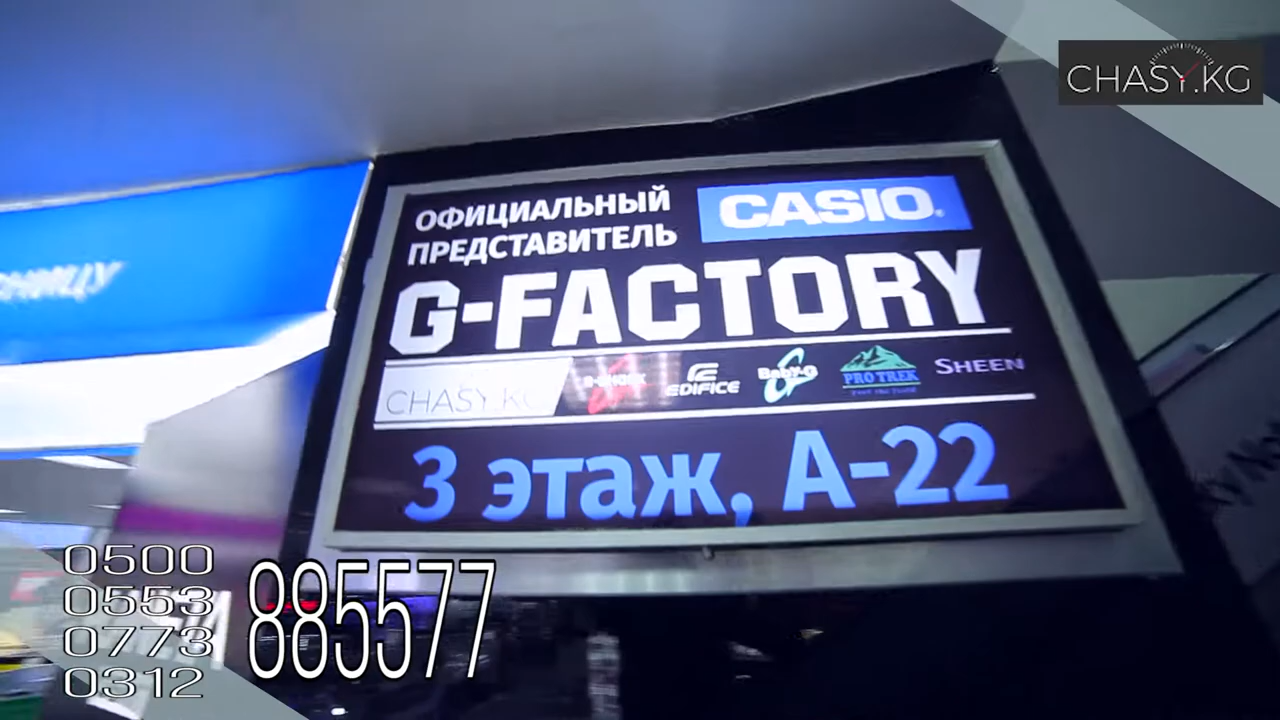 CHASY.KG
ОФИЦИАЛЬНЫЙ
ПРЕДСТАВИТЕЛЬ
CASIO
G-FACTORY
CHASY.KG G-SHOCK EDIFICE BABY-G PRO TREK SHEEN
3 этаж, А-22
0500
0553
0773
0312
885577